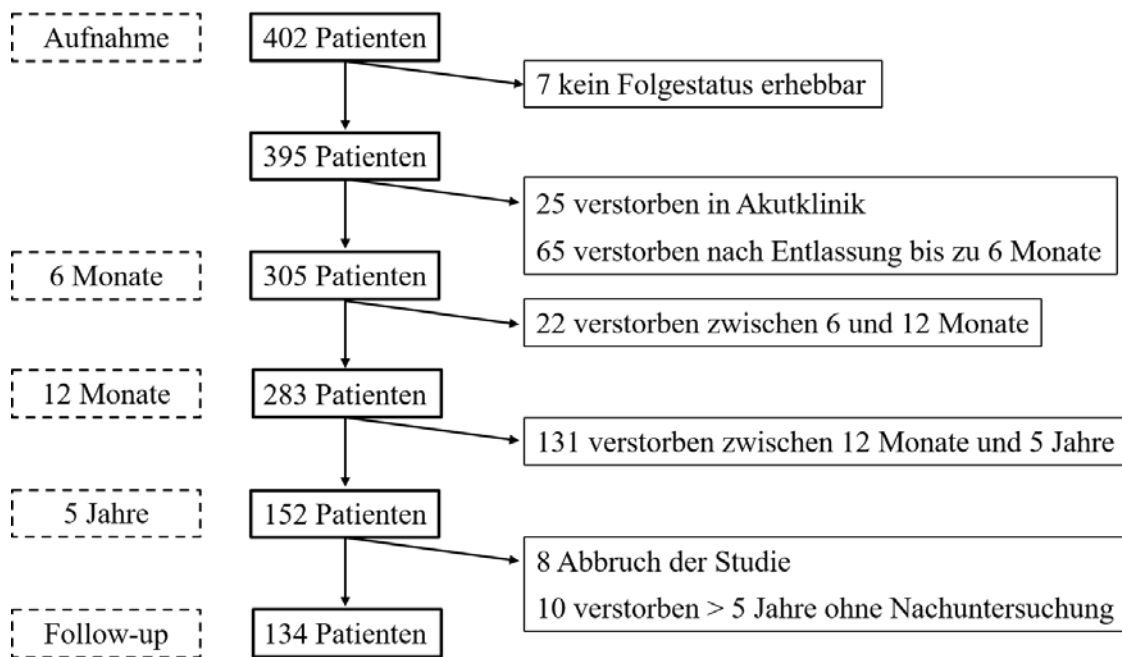 Aufnahme
402 Patienten
7 kein Folgestatus erhebbar
395 Patienten
25 verstorben in Akutklinik
65 verstorben nach Entlassung bis zu 6 Monate
6 Monate
305 Patienten
22 verstorben zwischen 6 und 12 Monate
12 Monate
283 Patienten
131 verstorben zwischen 12 Monate und 5 Jahre
5 Jahre
152 Patienten
8 Abbruch der Studie
10 verstorben > 5 Jahre ohne Nachuntersuchung
Follow-up
134 Patienten